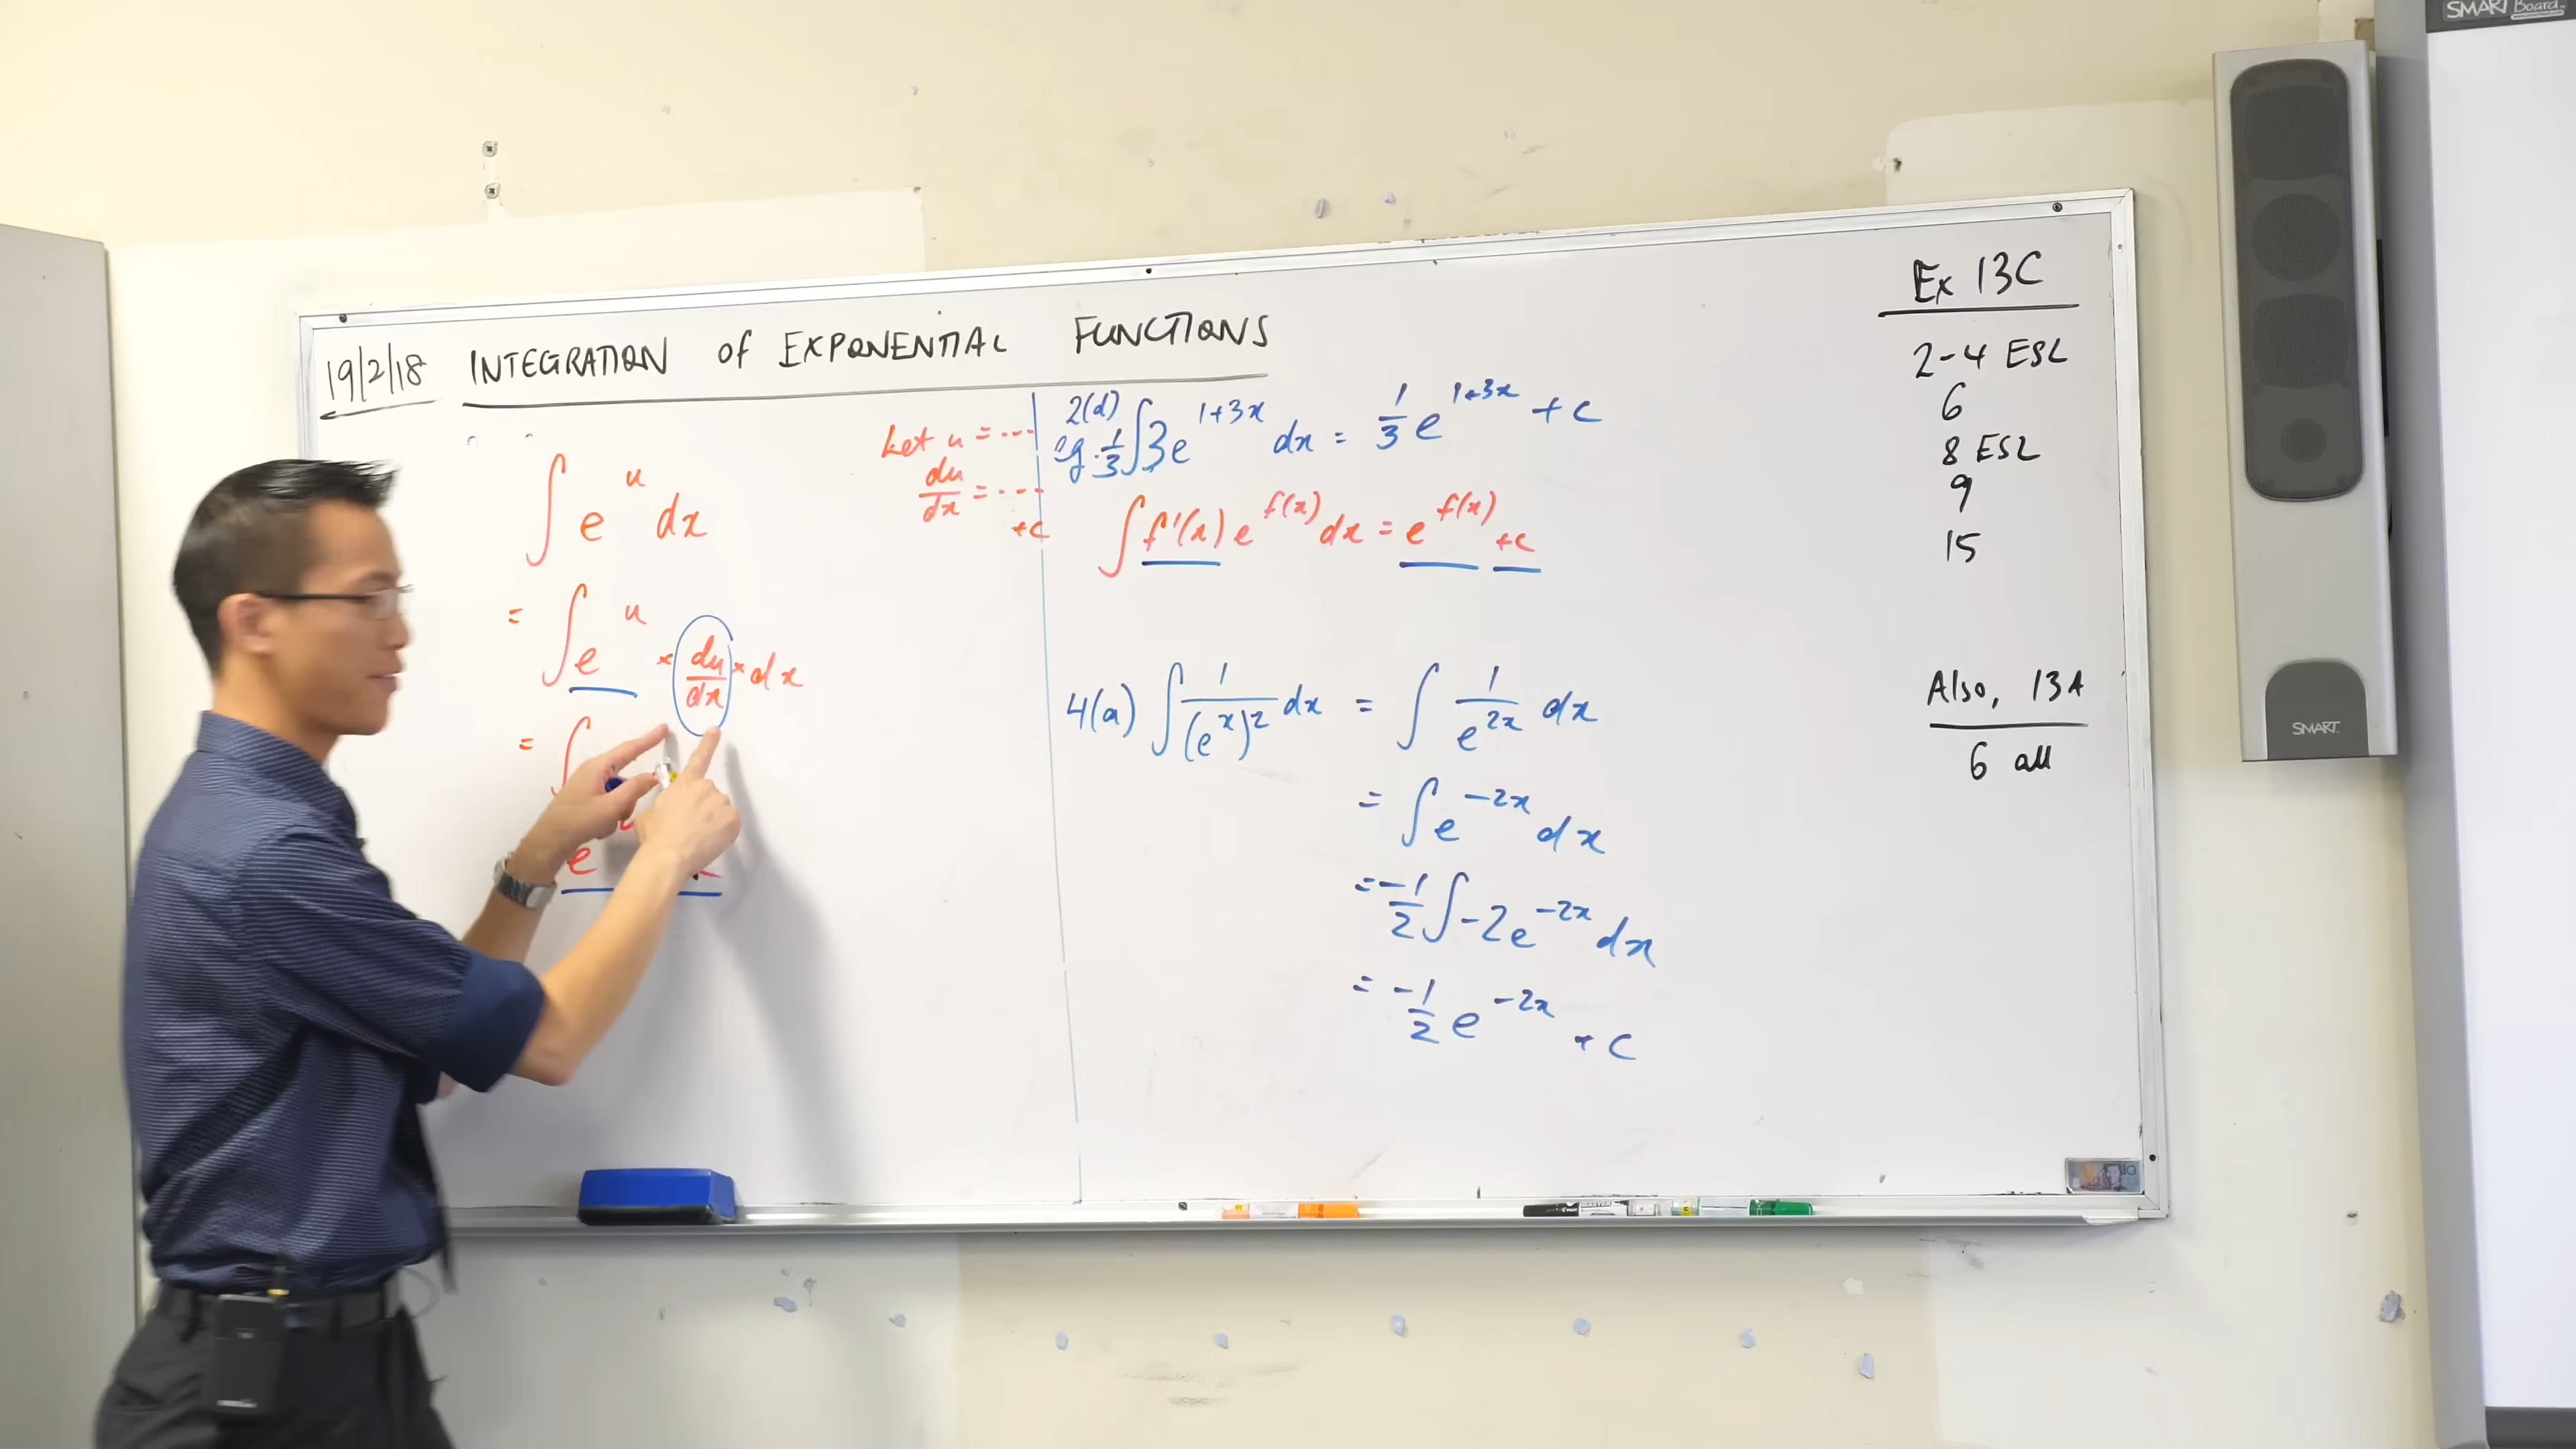 19/2/18 INTEGRATION of EXPONENTIAL FUNCTIONS
∫ e^u dx
= ∫ e^u × du/dx × dx
= ∫
e
Let u = ...
du/dx = ...
+c
2(d)
eg. 1/3 ∫ 3e^(1+3x) dx = 1/3 e^(1+3x) + c
∫ f'(x) e^f(x) dx = e^f(x) + c
4(a) ∫ 1/(e^x)^2 dx = ∫ 1/e^(2x) dx
= ∫ e^(-2x) dx
= -1/2 ∫ -2e^(-2x) dx
= -1/2 e^(-2x) + c
Ex 13C
2-4 ESL
6
8 ESL
9
15
Also, 13A
6 all
SMART Board
SMART